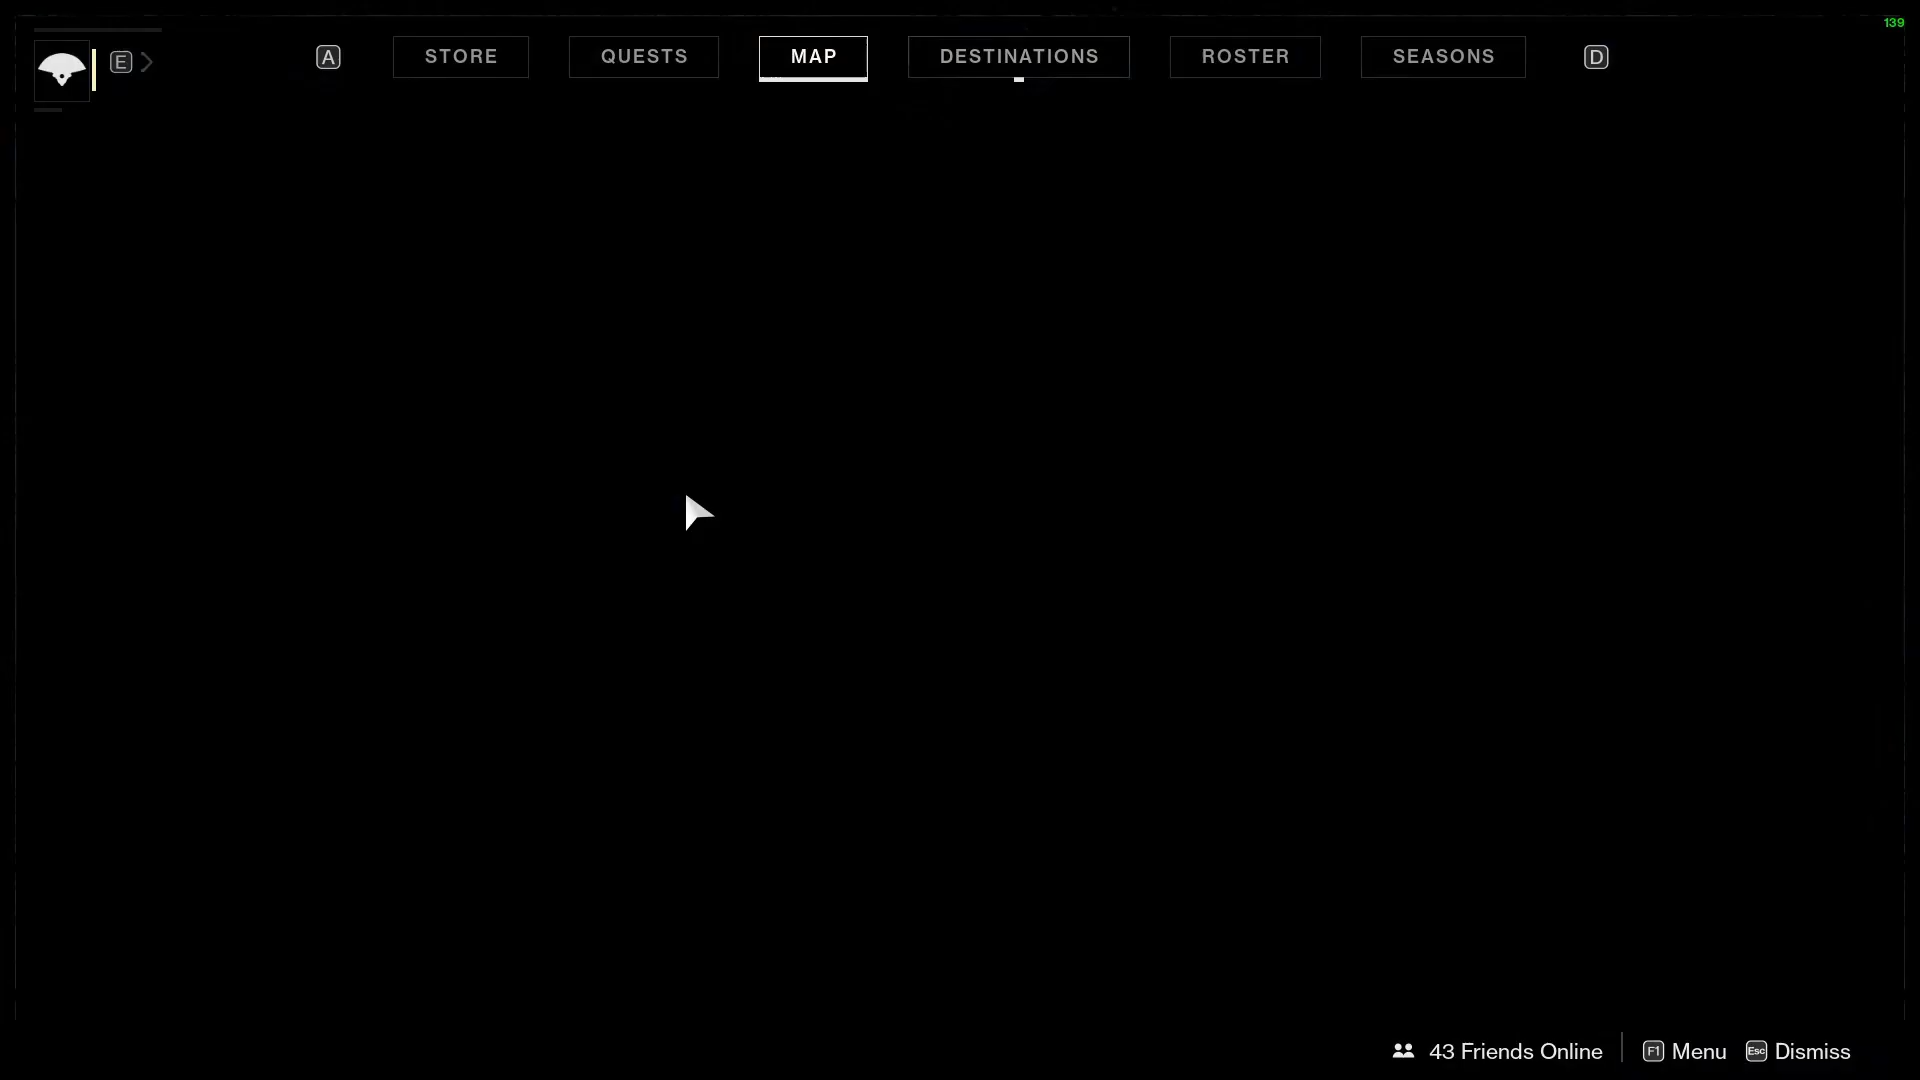 139
E
A
STORE
QUESTS
MAP
DESTINATIONS
ROSTER
SEASONS
D
43 Friends Online
F1 Menu
Esc Dismiss